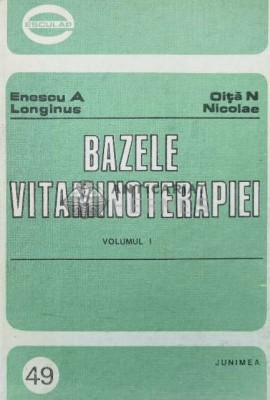 ESCULAP
Enescu A
Longinus
Oiţă N
Nicolae
BAZELE
VITAMINOTERAPIEI
VOLUMUL I
49
JUNIMEA